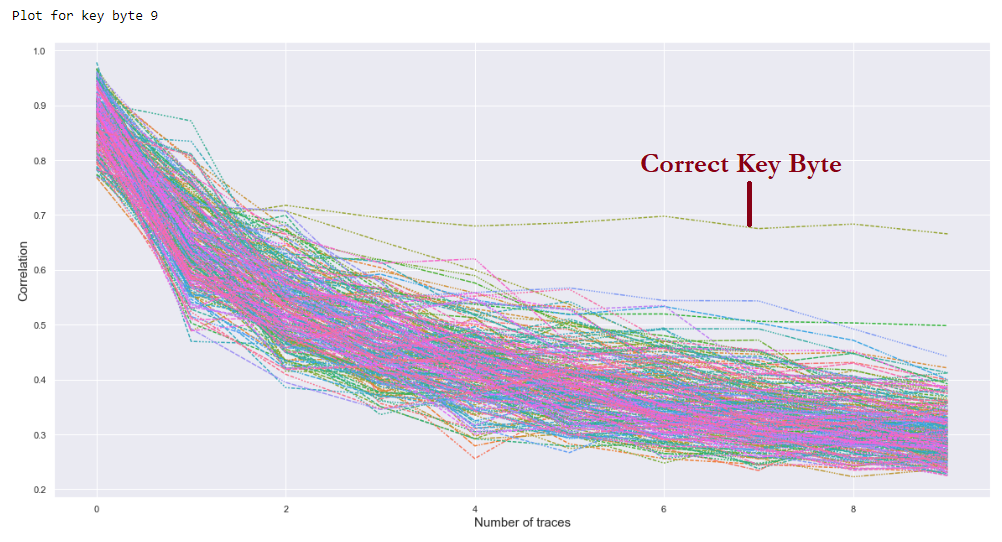 Plot for key byte 9
1.0
0.9
0.8
0.7
0.6
0.5
0.4
0.3
0.2
Correlation
Correct Key Byte
0 2 4 6 8
Number of traces